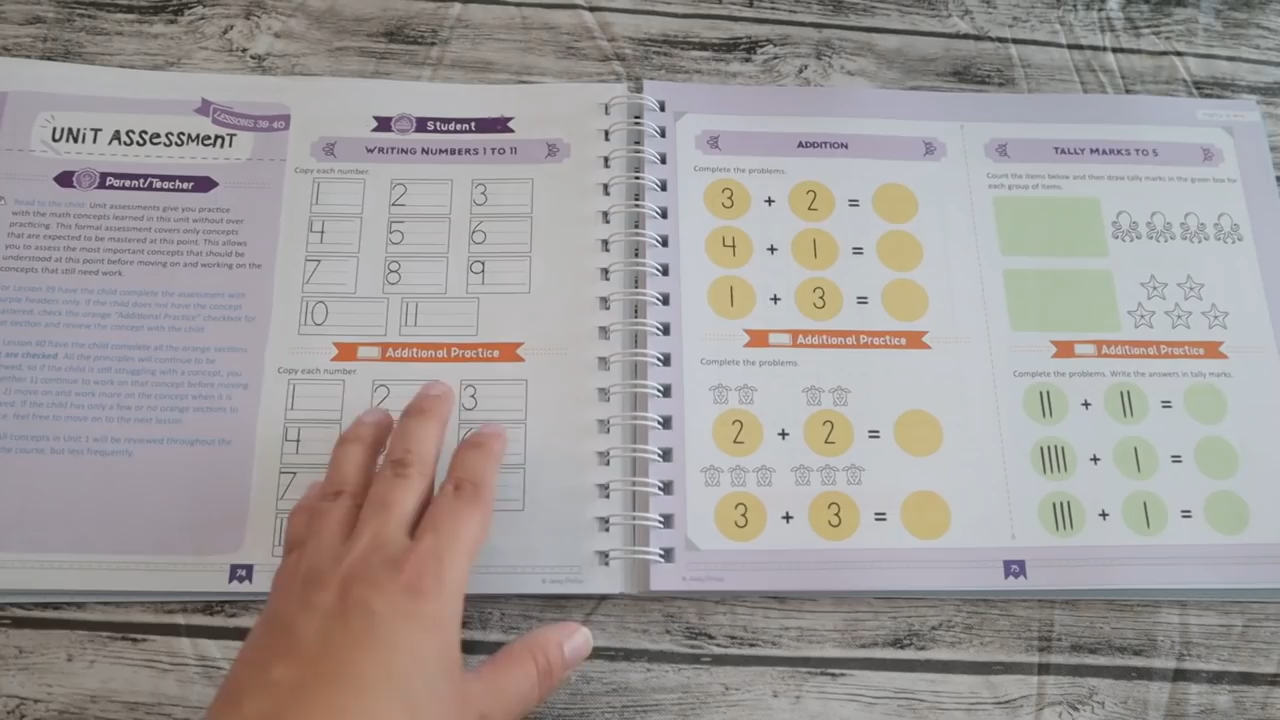 LESSONS 39-40
UNIT ASSESSMENT
Parent/Teacher
Read to the child: Unit assessments give you practice
with the math concepts learned in this unit without over
practicing. This formal assessment covers only concepts
that are expected to be mastered at this point. This allows
you to assess the most important concepts that should be
understood at this point before moving on and working on the
concepts that still need work.
For Lesson 39 have the child complete the assessment with
purple headers only. If the child does not have the concept
mastered, check the orange "Additional Practice" checkbox for
section and review the concept with the child
Lesson 40 have the child complete all the orange sections
are checked. All the principles will continue to be
so if the child is still struggling with a concept, you
either 1) continue to work on that concept before moving
2) move on and work more on the concept when it is
If the child has only a few or no orange sections to
feel free to move on to the next lesson.
All concepts in Unit 1 will be reviewed throughout the
the course, but less frequently.
74
Student
WRITING NUMBERS 1 TO 11
Copy each number.
1 2 3
4 5 6
7 8 9
10 11
Additional Practice
Copy each number.
1 2 3
4
7
ADDITION
Complete the problems.
3 + 2 =
4 + 1 =
1 + 3 =
Additional Practice
Complete the problems.
2 + 2 =
3 + 3 =
TALLY MARKS TO 5
Count the items below and then draw tally marks in the green box for
each group of items.
Additional Practice
Complete the problems. Write the answers in tally marks.
|| + || =
|||| + | =
||| + | =
75